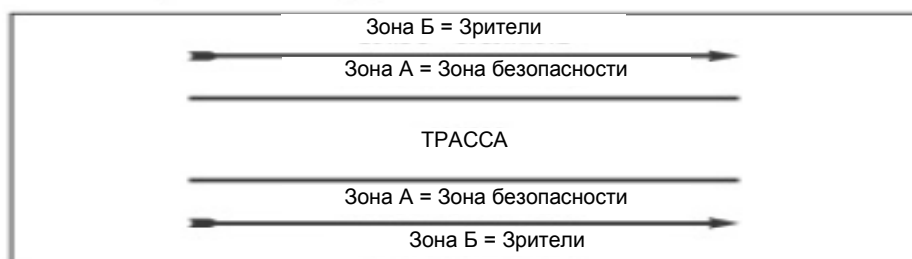 Зона Б = Зрители
Зона А = Зона безопасности
ТРАССА
Зона А = Зона безопасности
Зона Б = Зрители